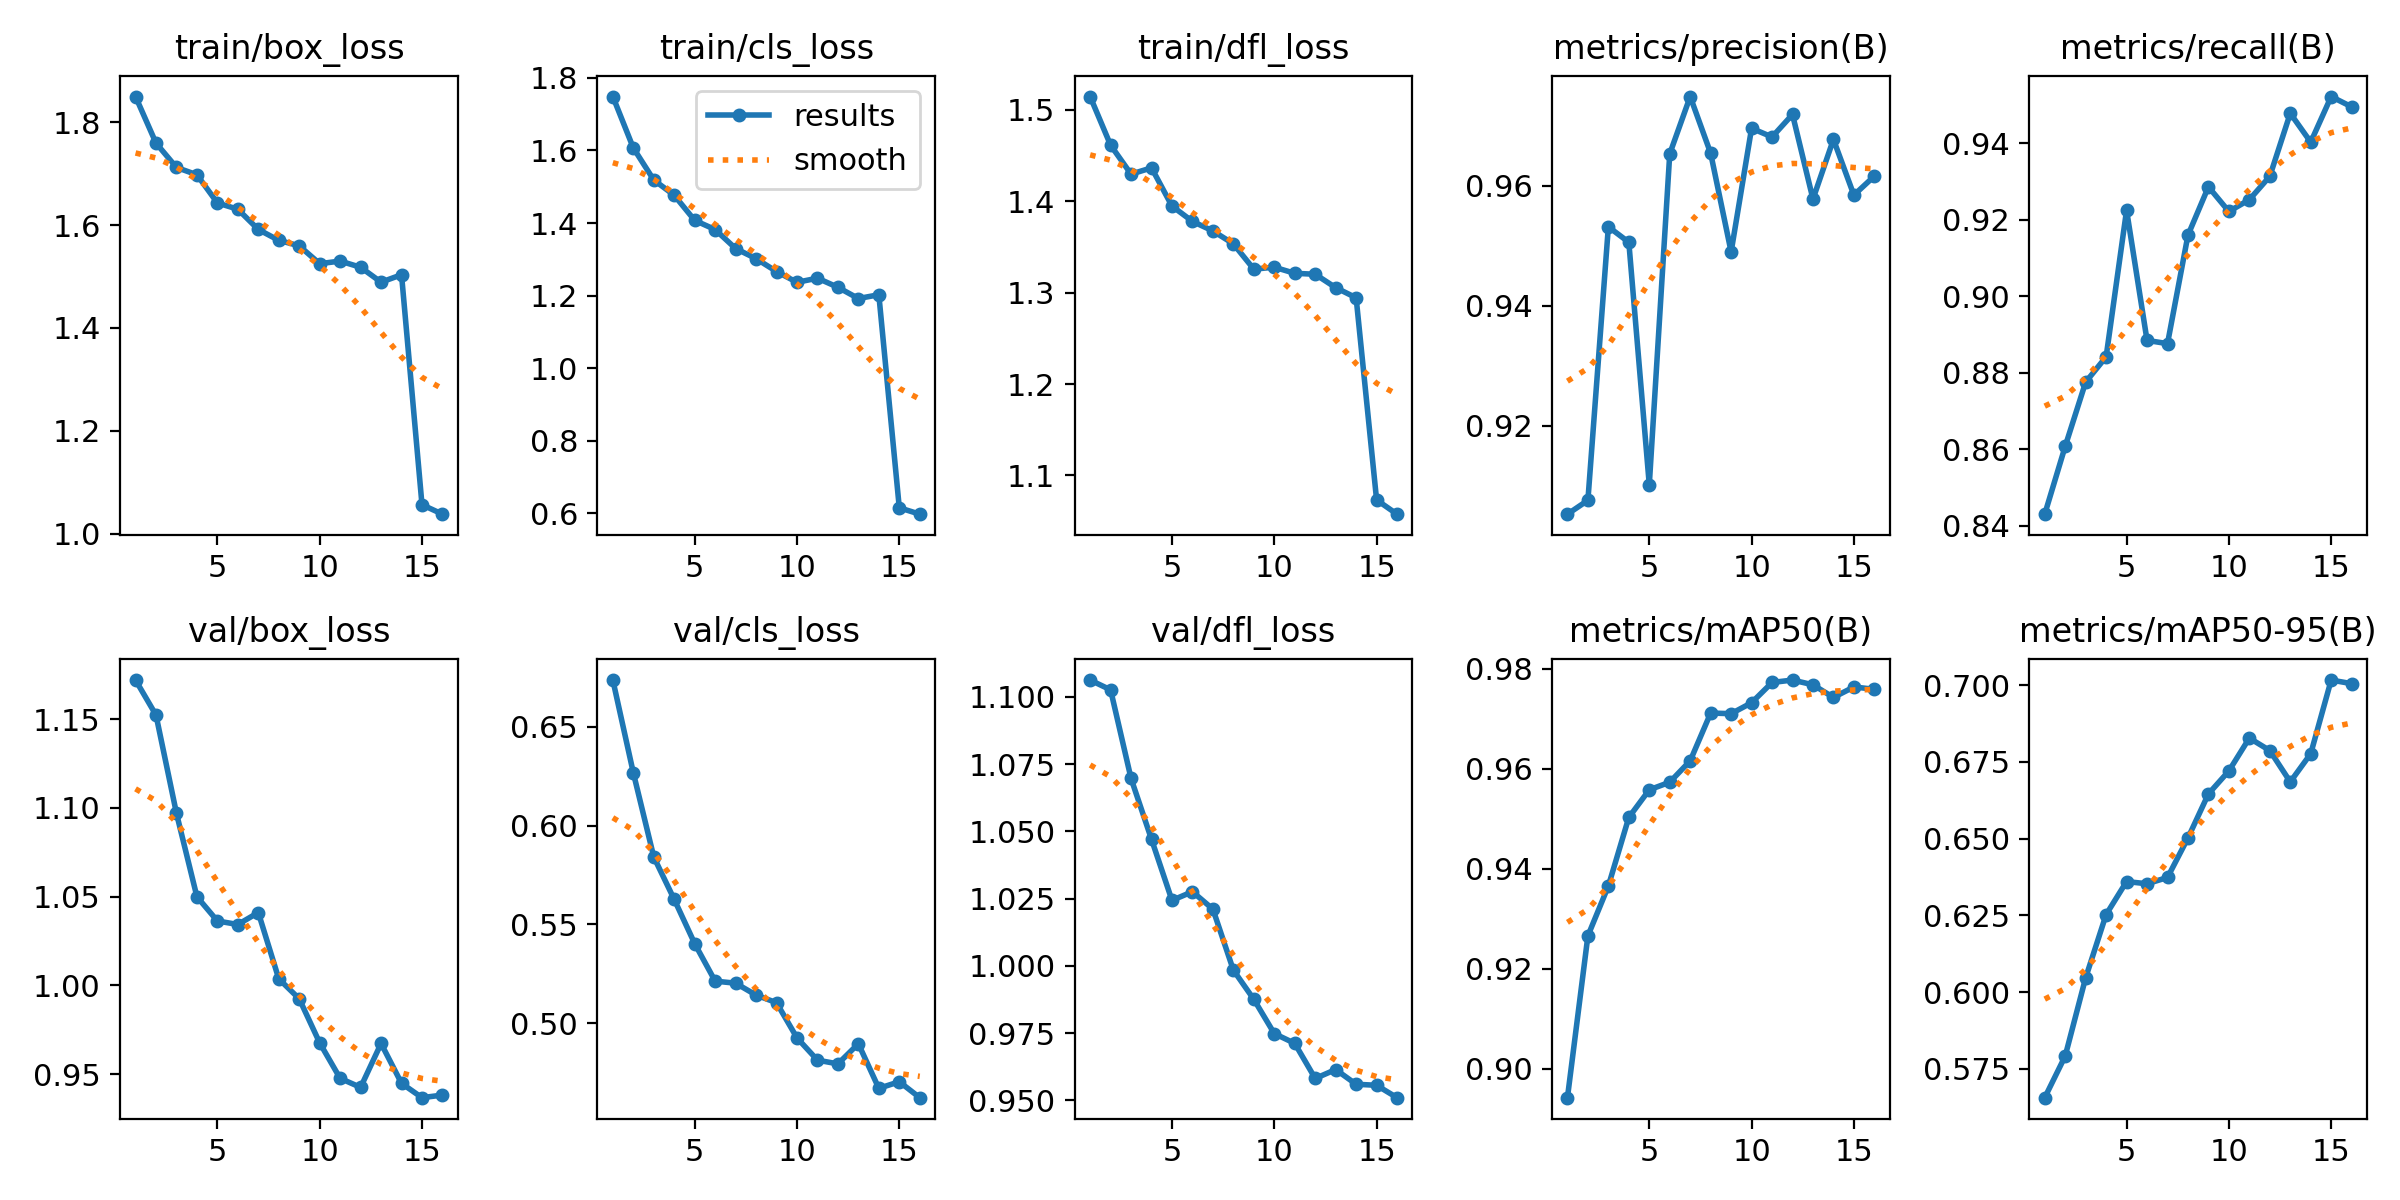 train/box_loss
1.8
1.6
1.4
1.2
1.0
5 10 15
train/cls_loss
results
smooth
1.8
1.6
1.4
1.2
1.0
0.8
0.6
5 10 15
train/dfl_loss
1.5
1.4
1.3
1.2
1.1
5 10 15
metrics/precision(B)
0.96
0.94
0.92
5 10 15
metrics/recall(B)
0.94
0.92
0.90
0.88
0.86
0.84
5 10 15
val/box_loss
1.15
1.10
1.05
1.00
0.95
5 10 15
val/cls_loss
0.65
0.60
0.55
0.50
5 10 15
val/dfl_loss
1.100
1.075
1.050
1.025
1.000
0.975
0.950
5 10 15
metrics/mAP50(B)
0.98
0.96
0.94
0.92
0.90
5 10 15
metrics/mAP50-95(B)
0.700
0.675
0.650
0.625
0.600
0.575
5 10 15